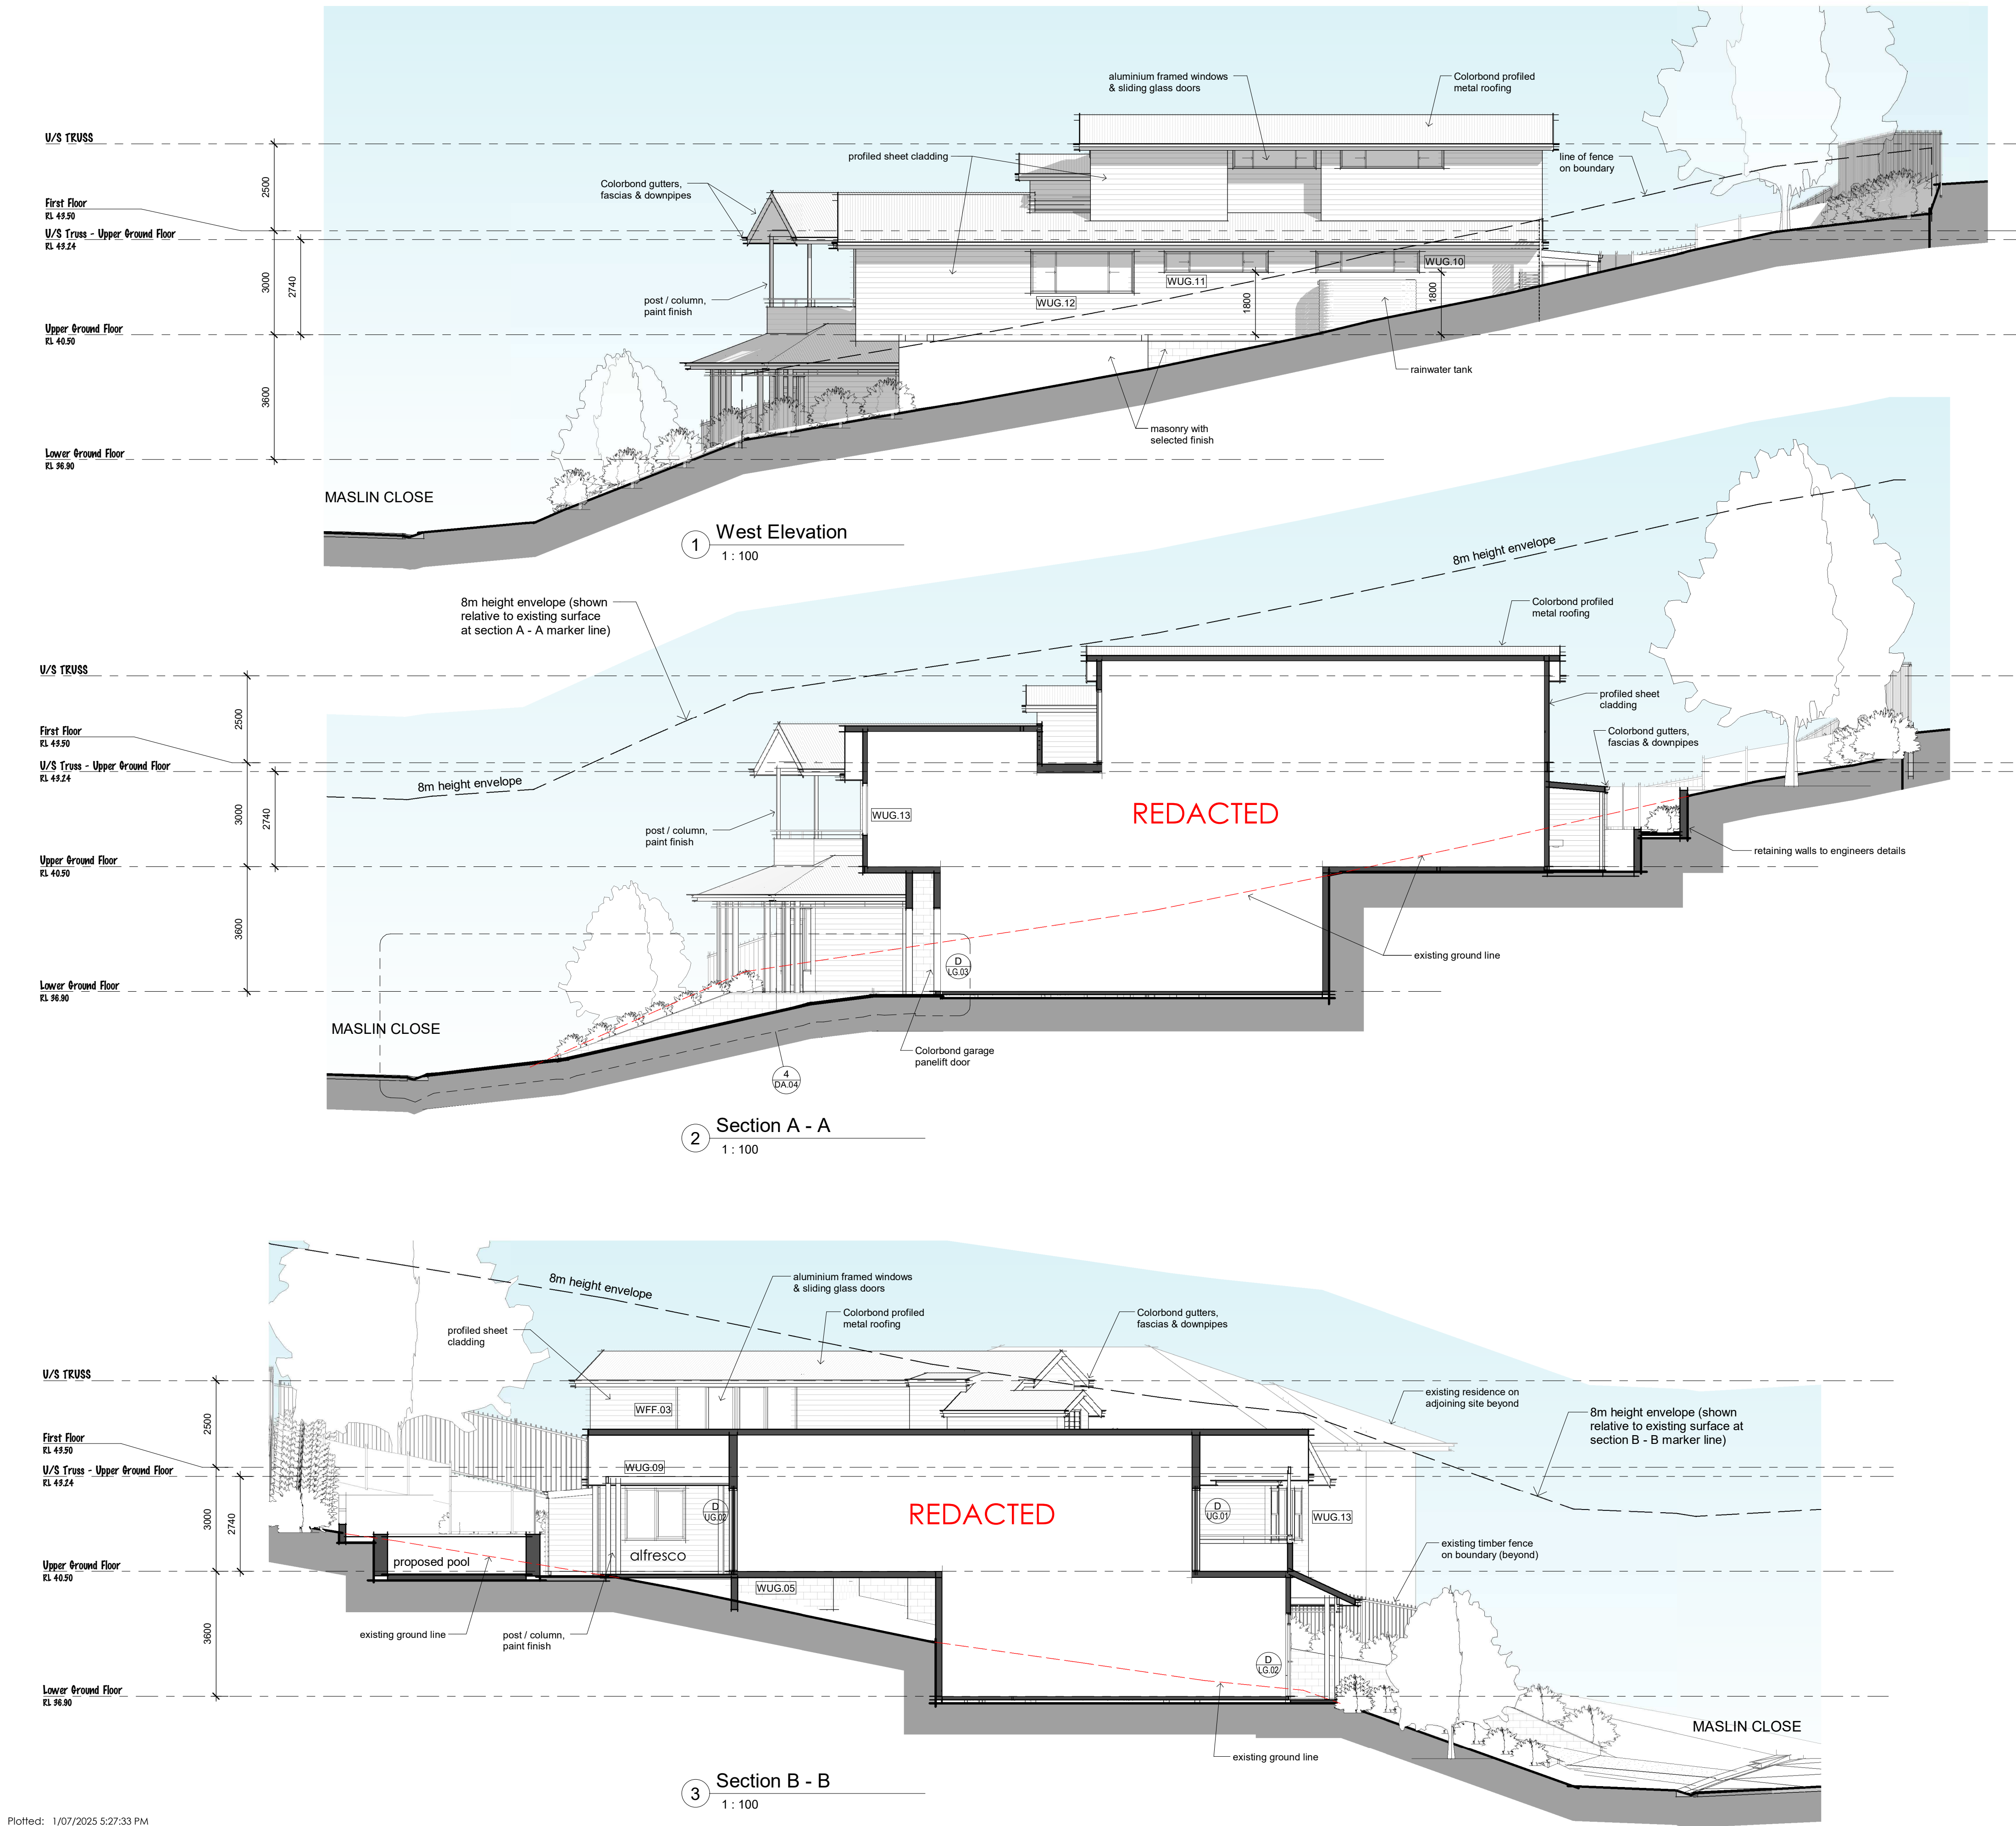 aluminium framed windows
& sliding glass doors
Colorbond profiled
metal roofing
U/S TRUSS
profiled sheet cladding
line of fence
on boundary
2500
Colorbond gutters,
fascias & downpipes
First Floor
RL 43.50
U/S Truss - Upper Ground Floor
RL 43.24
WUG.10
WUG.11
3000
2740
post / column,
paint finish
WUG.12
1800
1800
Upper Ground Floor
RL 40.50
rainwater tank
3600
masonry with
selected finish
Lower Ground Floor
RL 36.90
MASLIN CLOSE
1
West Elevation
1 : 100
8m height envelope
8m height envelope (shown
relative to existing surface
at section A - A marker line)
Colorbond profiled
metal roofing
U/S TRUSS
profiled sheet
cladding
2500
First Floor
RL 43.50
Colorbond gutters,
fascias & downpipes
U/S Truss - Upper Ground Floor
RL 43.24
8m height envelope
REDACTED
WUG.13
3000
2740
post / column,
paint finish
retaining walls to engineers details
Upper Ground Floor
RL 40.50
3600
existing ground line
D
LG.03
Lower Ground Floor
RL 36.90
MASLIN CLOSE
Colorbond garage
panelift door
4
DA.04
2
Section A - A
1 : 100
8m height envelope
aluminium framed windows
& sliding glass doors
Colorbond profiled
metal roofing
Colorbond gutters,
fascias & downpipes
profiled sheet
cladding
U/S TRUSS
existing residence on
adjoining site beyond
WFF.03
8m height envelope (shown
relative to existing surface at
section B - B marker line)
2500
First Floor
RL 43.50
WUG.09
U/S Truss - Upper Ground Floor
RL 43.24
D
UG.02
REDACTED
D
UG.01
WUG.13
3000
2740
existing timber fence
on boundary (beyond)
alfresco
proposed pool
Upper Ground Floor
RL 40.50
WUG.05
3600
existing ground line
post / column,
paint finish
D
LG.02
Lower Ground Floor
RL 36.90
MASLIN CLOSE
existing ground line
3
Section B - B
1 : 100
Plotted: 1/07/2025 5:27:33 PM